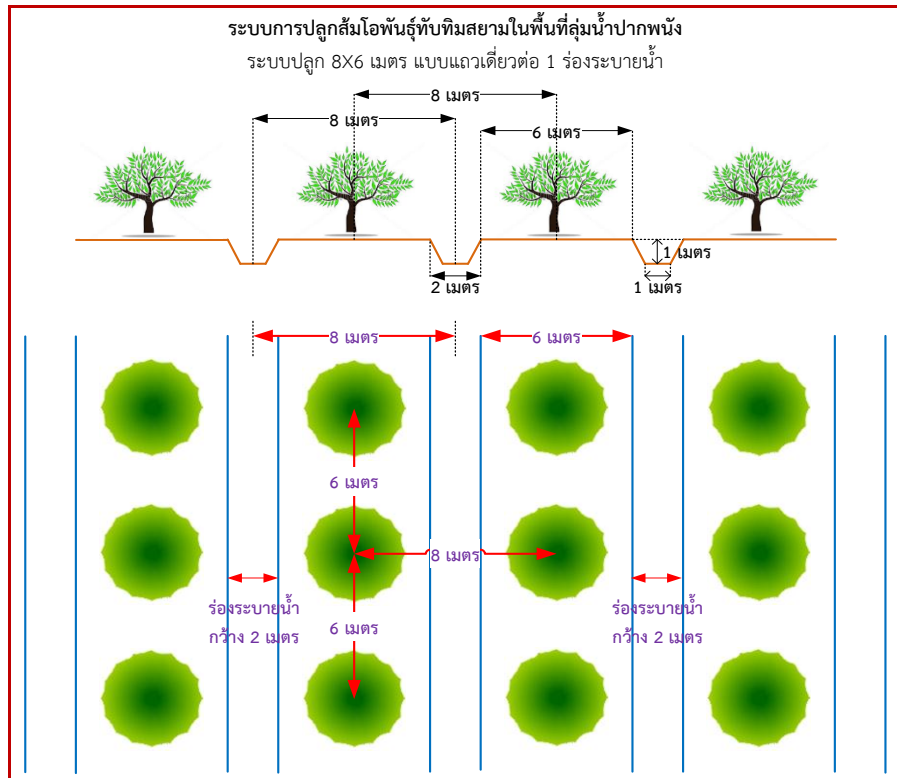 ระบบการปลูกส้มโอพันธุ์ทับทิมสยามในพื้นที่ลุ่มน้ำปากพนัง
ระบบปลูก 8X6 เมตร แบบแถวเดี่ยวต่อ 1 ร่องระบายน้ำ
8 เมตร
8 เมตร
6 เมตร
1 เมตร
2 เมตร
1 เมตร
8 เมตร
6 เมตร
6 เมตร
8 เมตร
ร่องระบายน้ำ
กว้าง 2 เมตร
6 เมตร
ร่องระบายน้ำ
กว้าง 2 เมตร